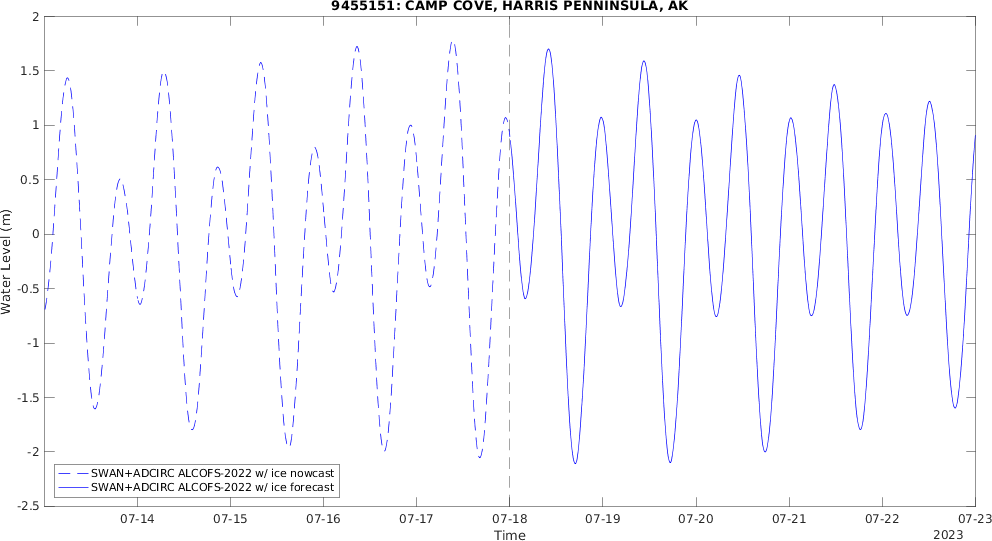 9455151: CAMP COVE, HARRIS PENNINSULA, AK
2
1.5
1
0.5
0
-0.5
-1
-1.5
-2
-2.5
Water Level (m)
SWAN+ADCIRC ALCOFS-2022 w/ ice nowcast
SWAN+ADCIRC ALCOFS-2022 w/ ice forecast
07-14 07-15 07-16 07-17 07-18 07-19 07-20 07-21 07-22 07-23
Time
2023